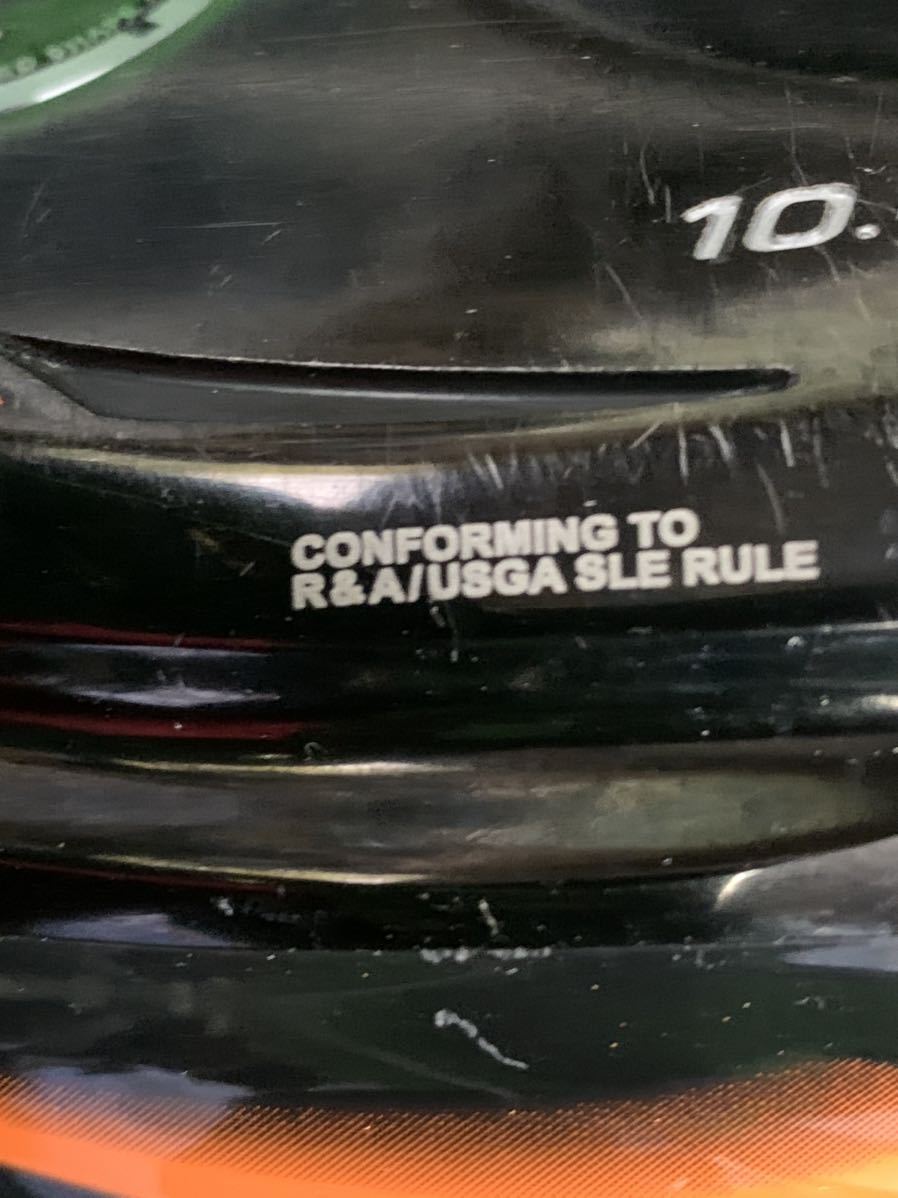 10.
CONFORMING TO
R&A/USGA SLE RULE